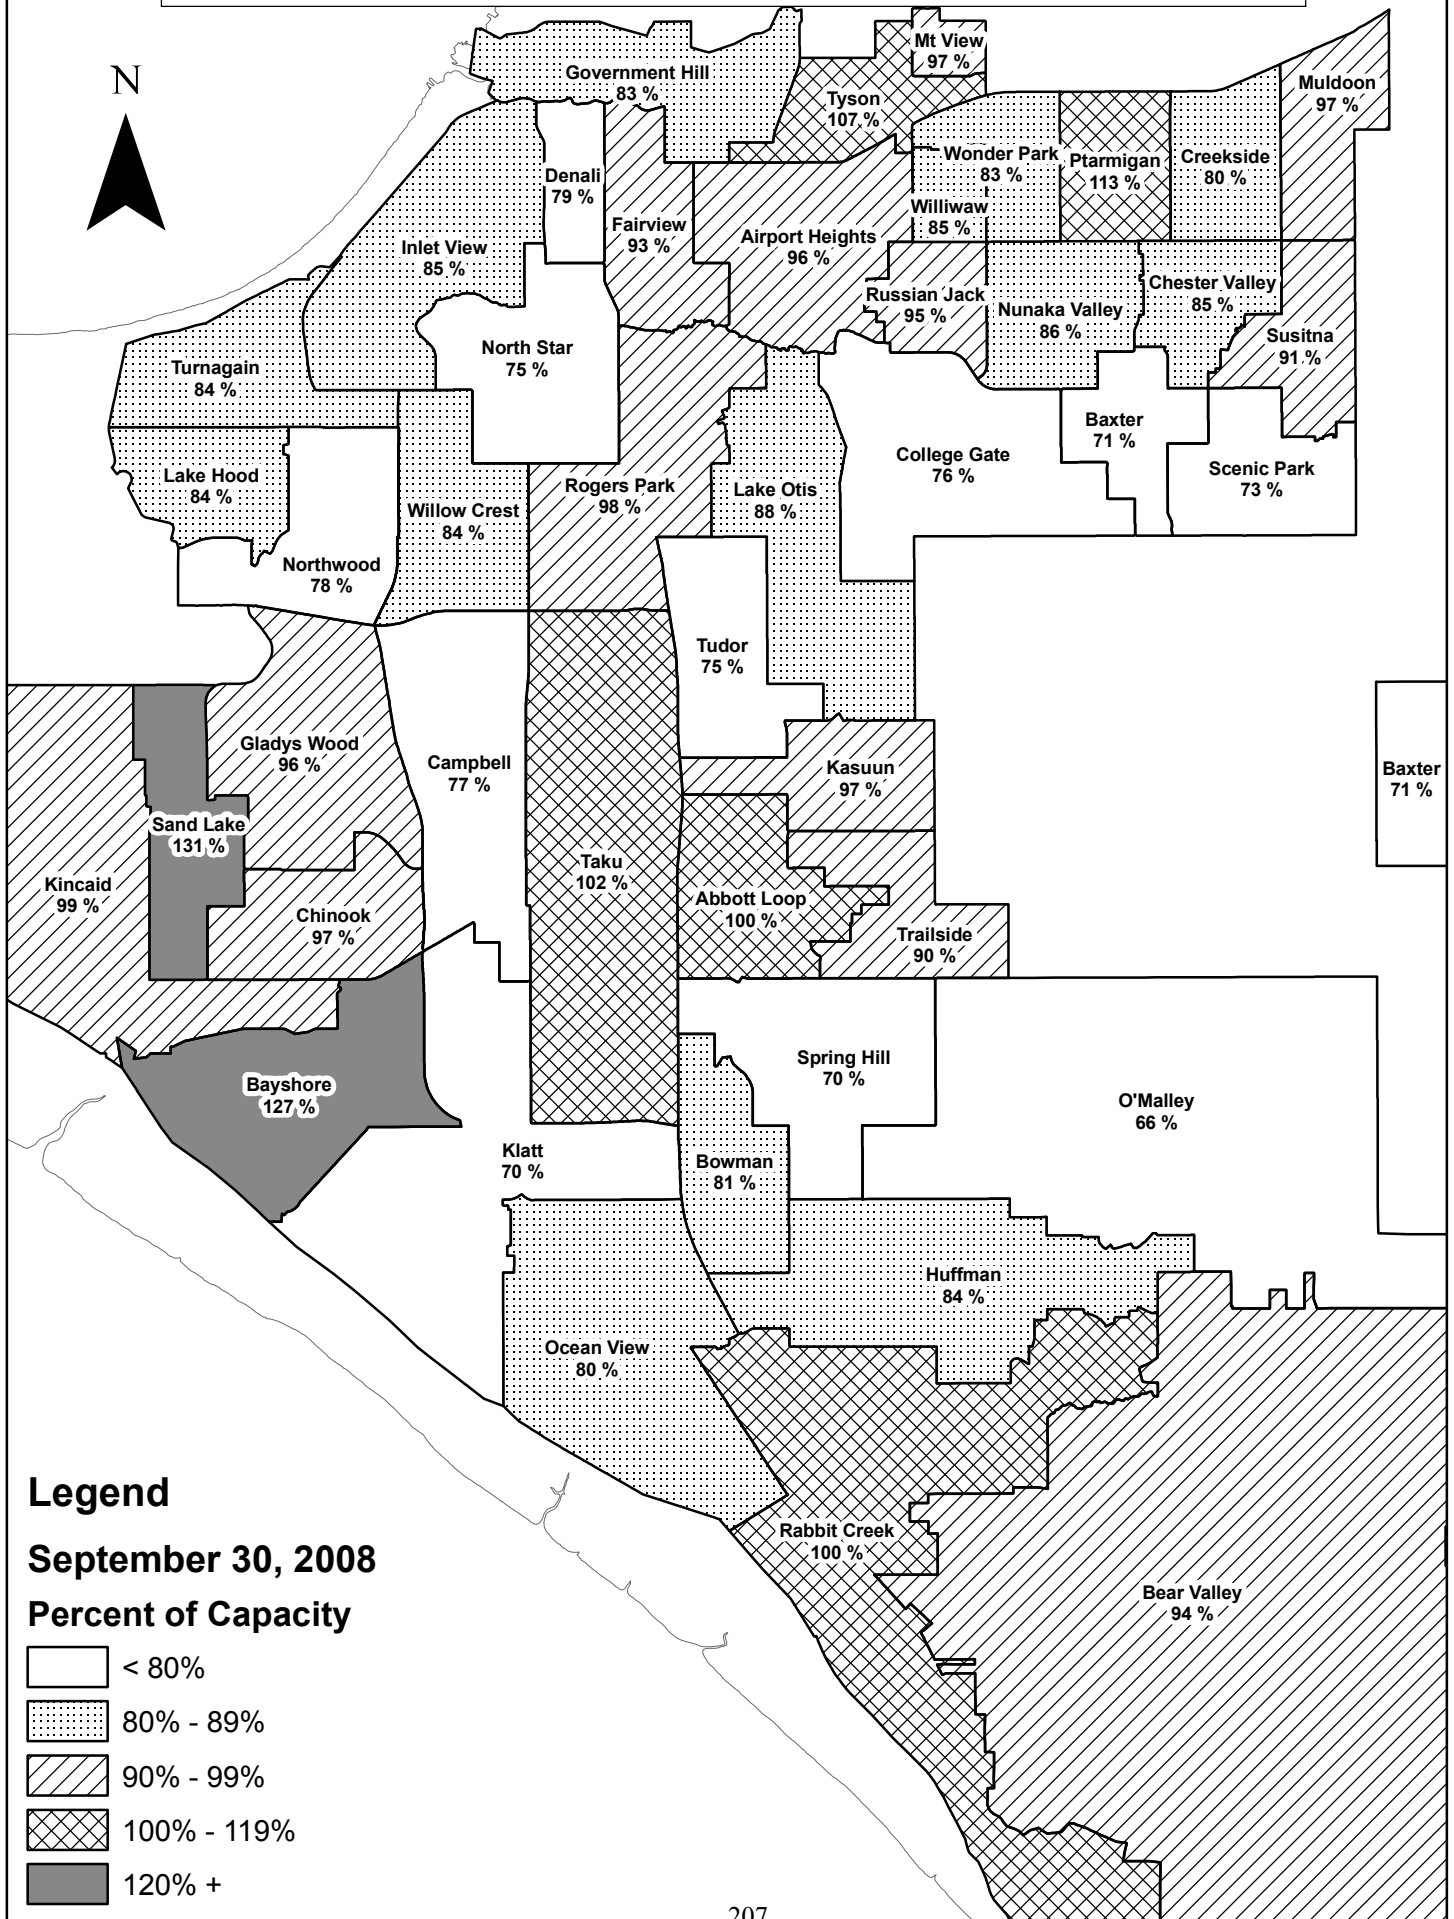 N
Mt View
97 %
Government Hill
83 %
Tyson
107 %
Muldoon
97 %
Wonder Park
83 %
Ptarmigan
113 %
Creekside
80 %
Denali
79 %
Williwaw
85 %
Fairview
93 %
Airport Heights
96 %
Inlet View
85 %
Russian Jack
95 %
Nunaka Valley
86 %
Chester Valley
85 %
Susitna
91 %
North Star
75 %
Turnagain
84 %
Baxter
71 %
College Gate
76 %
Scenic Park
73 %
Lake Hood
84 %
Rogers Park
98 %
Lake Otis
88 %
Willow Crest
84 %
Northwood
78 %
Tudor
75 %
Gladys Wood
96 %
Campbell
77 %
Kasuun
97 %
Baxter
71 %
Sand Lake
131 %
Taku
102 %
Kincaid
99 %
Abbott Loop
100 %
Chinook
97 %
Trailside
90 %
Spring Hill
70 %
Bayshore
127 %
O'Malley
66 %
Klatt
70 %
Bowman
81 %
Huffman
84 %
Ocean View
80 %
Rabbit Creek
100 %
Bear Valley
94 %
Legend
September 30, 2008
Percent of Capacity
< 80%
80% - 89%
90% - 99%
100% - 119%
120% +
207